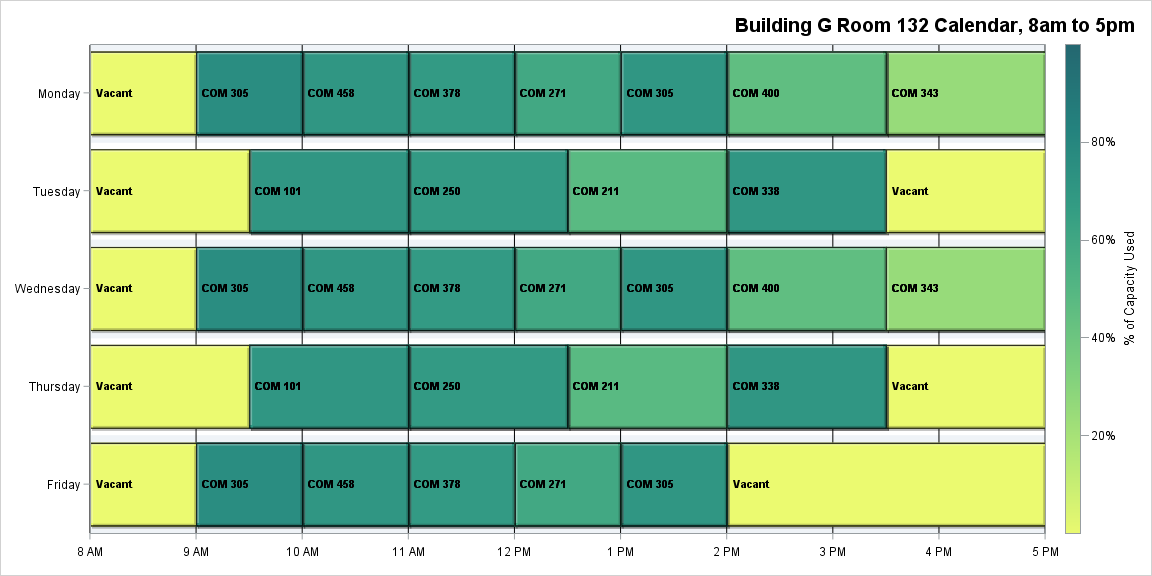 Building G Room 132 Calendar, 8am to 5pm
Monday
Vacant
COM 305
COM 458
COM 378
COM 271
COM 305
COM 400
COM 343
Tuesday
Vacant
COM 101
COM 250
COM 211
COM 338
Vacant
Wednesday
Vacant
COM 305
COM 458
COM 378
COM 271
COM 305
COM 400
COM 343
Thursday
Vacant
COM 101
COM 250
COM 211
COM 338
Vacant
Friday
Vacant
COM 305
COM 458
COM 378
COM 271
COM 305
Vacant
8 AM
9 AM
10 AM
11 AM
12 PM
1 PM
2 PM
3 PM
4 PM
5 PM
80%
60%
40%
20%
% of Capacity Used